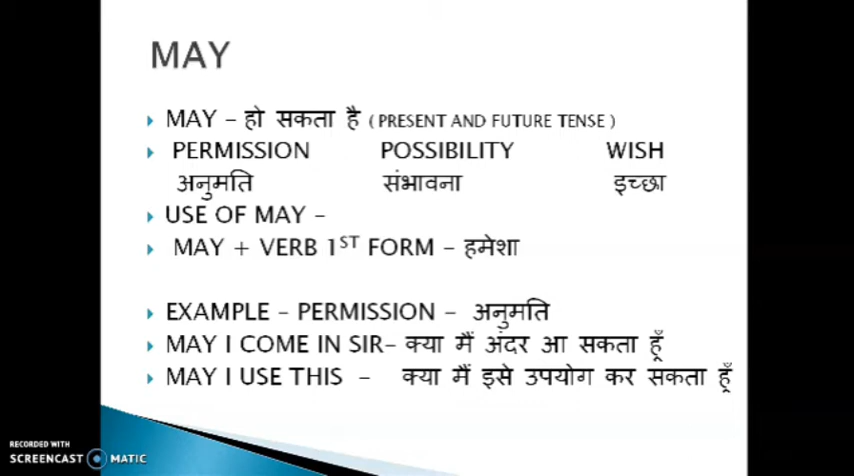 MAY
MAY – हो सकता है ( PRESENT AND FUTURE TENSE )
PERMISSION POSSIBILITY WISH
अनुमति संभावना इच्छा
USE OF MAY –
MAY + VERB 1ST FORM – हमेशा
EXAMPLE – PERMISSION – अनुमति
MAY I COME IN SIR– क्या मैं अंदर आ सकता हूँ
MAY I USE THIS – क्या मैं इसे उपयोग कर सकता हूँ
RECORDED WITH
SCREENCAST MATIC